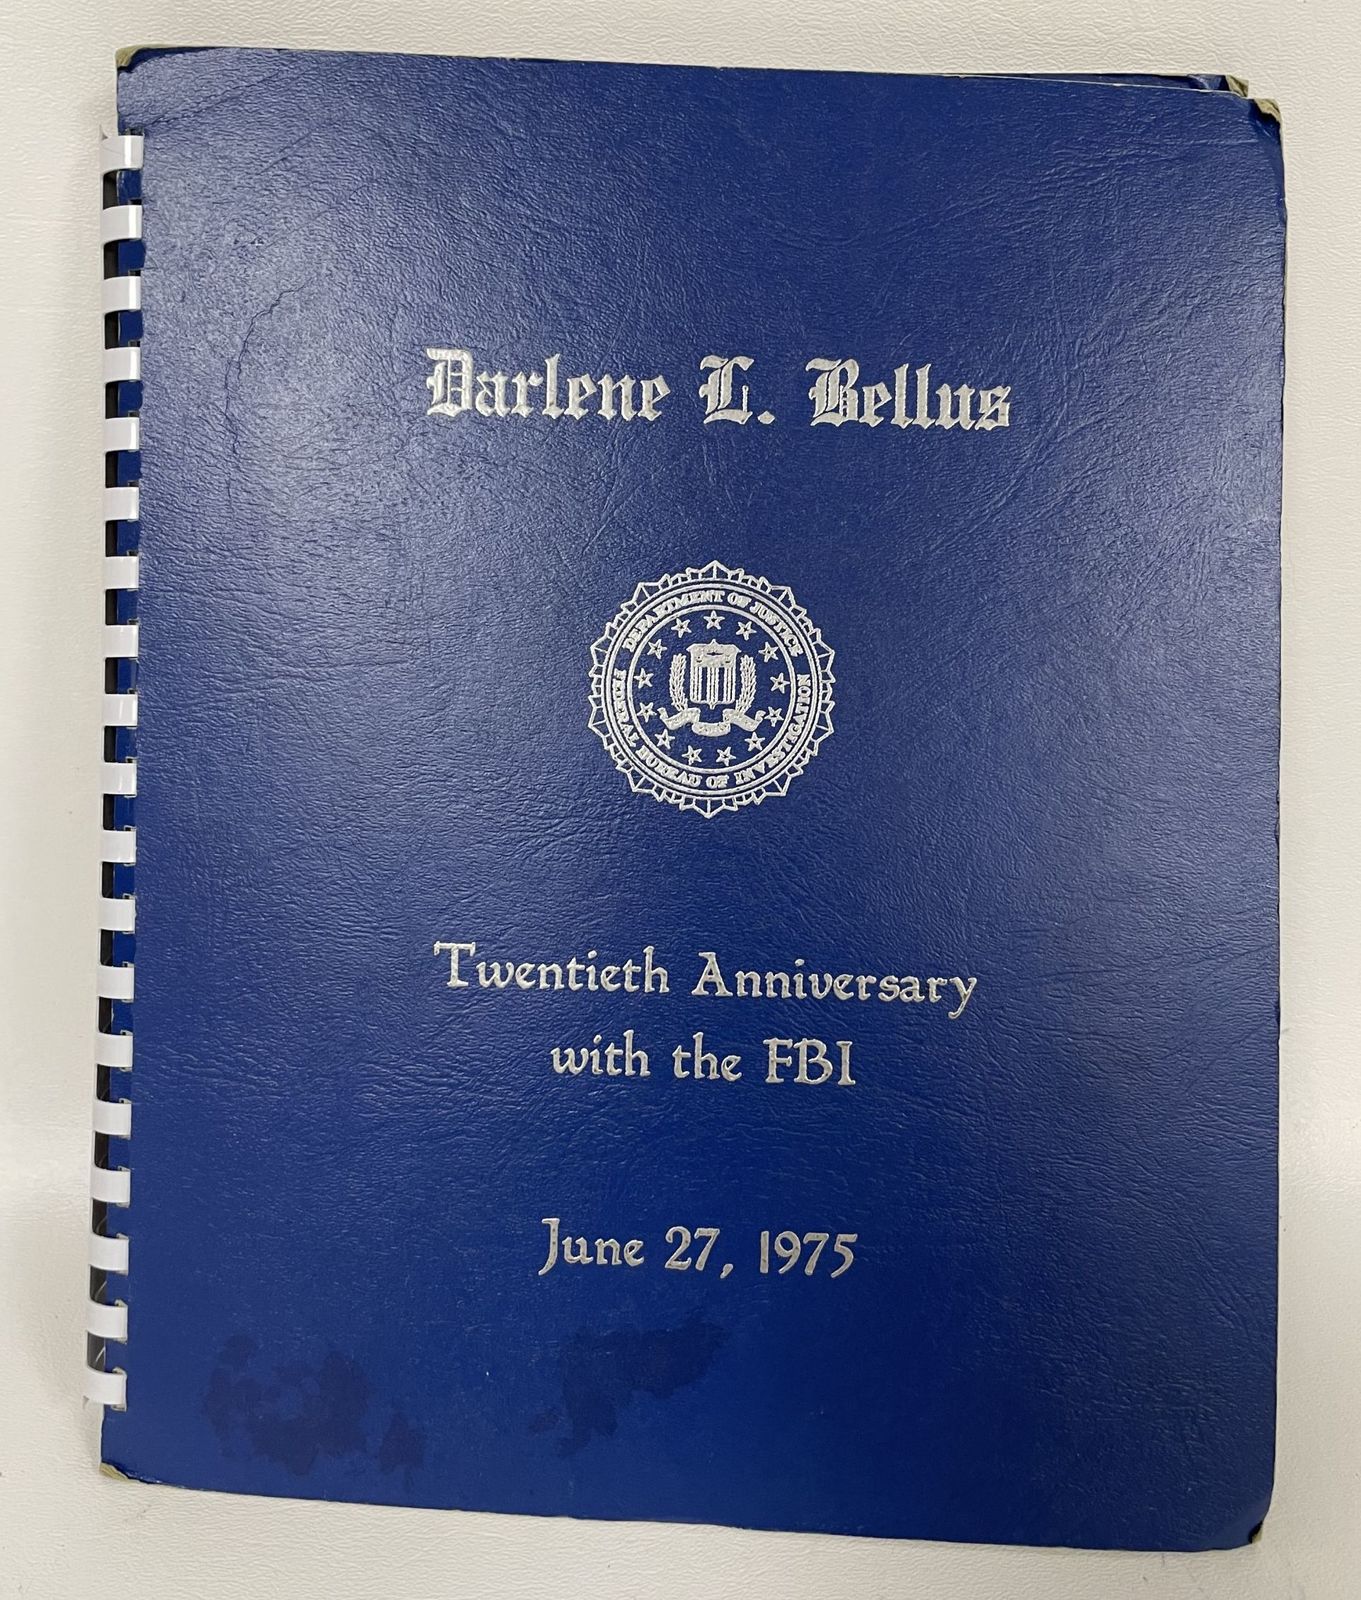 Darlene L. Bellus
DEPARTMENT OF JUSTICE
FEDERAL BUREAU OF INVESTIGATION
Twentieth Anniversary
with the FBI
June 27, 1975